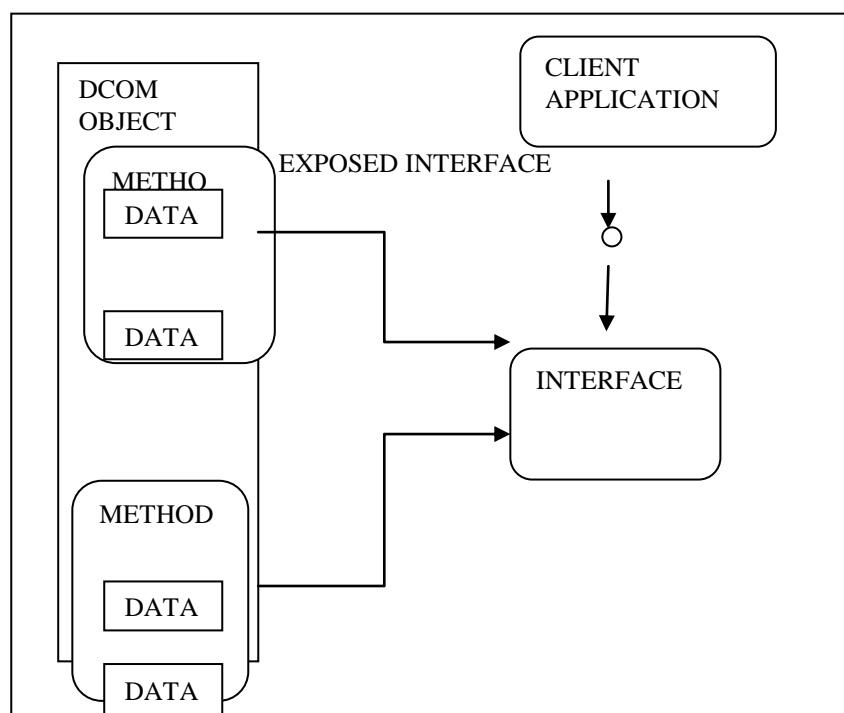 DCOM
OBJECT
METHO
DATA
DATA
METHOD
DATA
DATA
EXPOSED INTERFACE
CLIENT
APPLICATION
INTERFACE